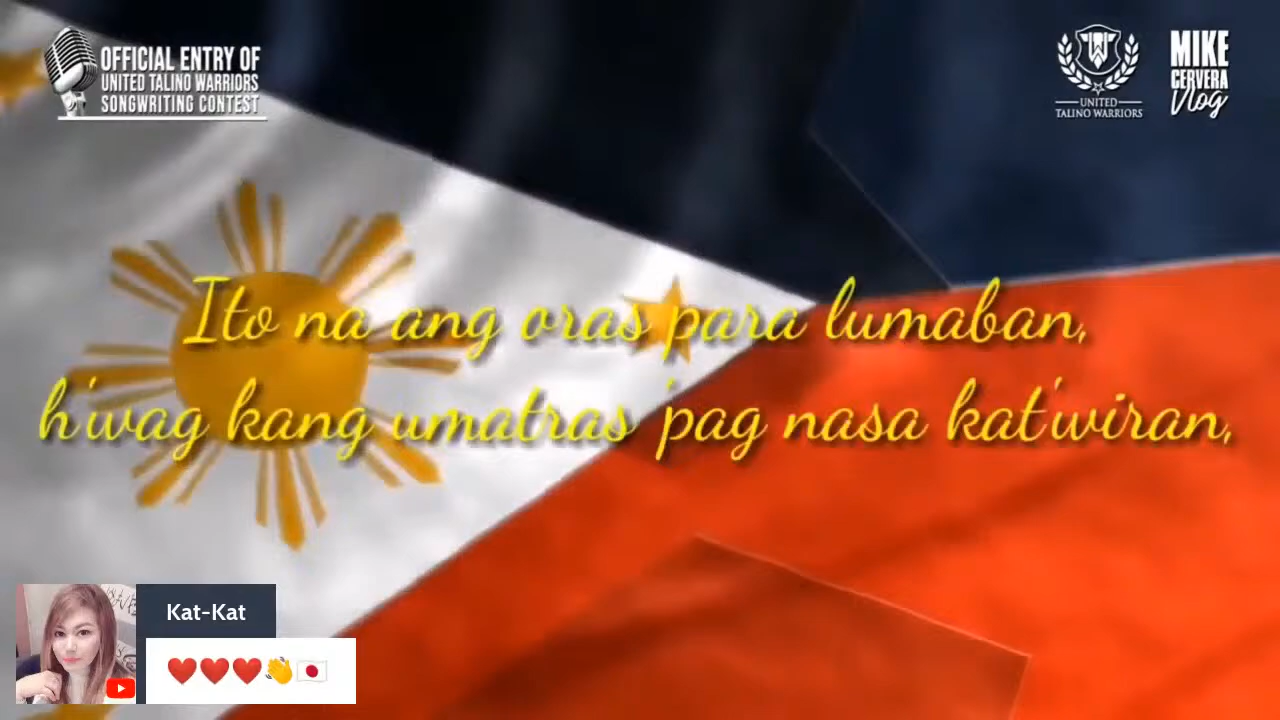 OFFICIAL ENTRY OF
UNITED TALINO WARRIORS
SONGWRITING CONTEST
UNITED
TALINO WARRIORS
MIKE
CERVERA
Vlog
Ito na ang oras para lumaban,
h'wag kang umatras 'pag nasa kat'wiran,
Kat-Kat
❤️❤️❤️👏🇯🇵